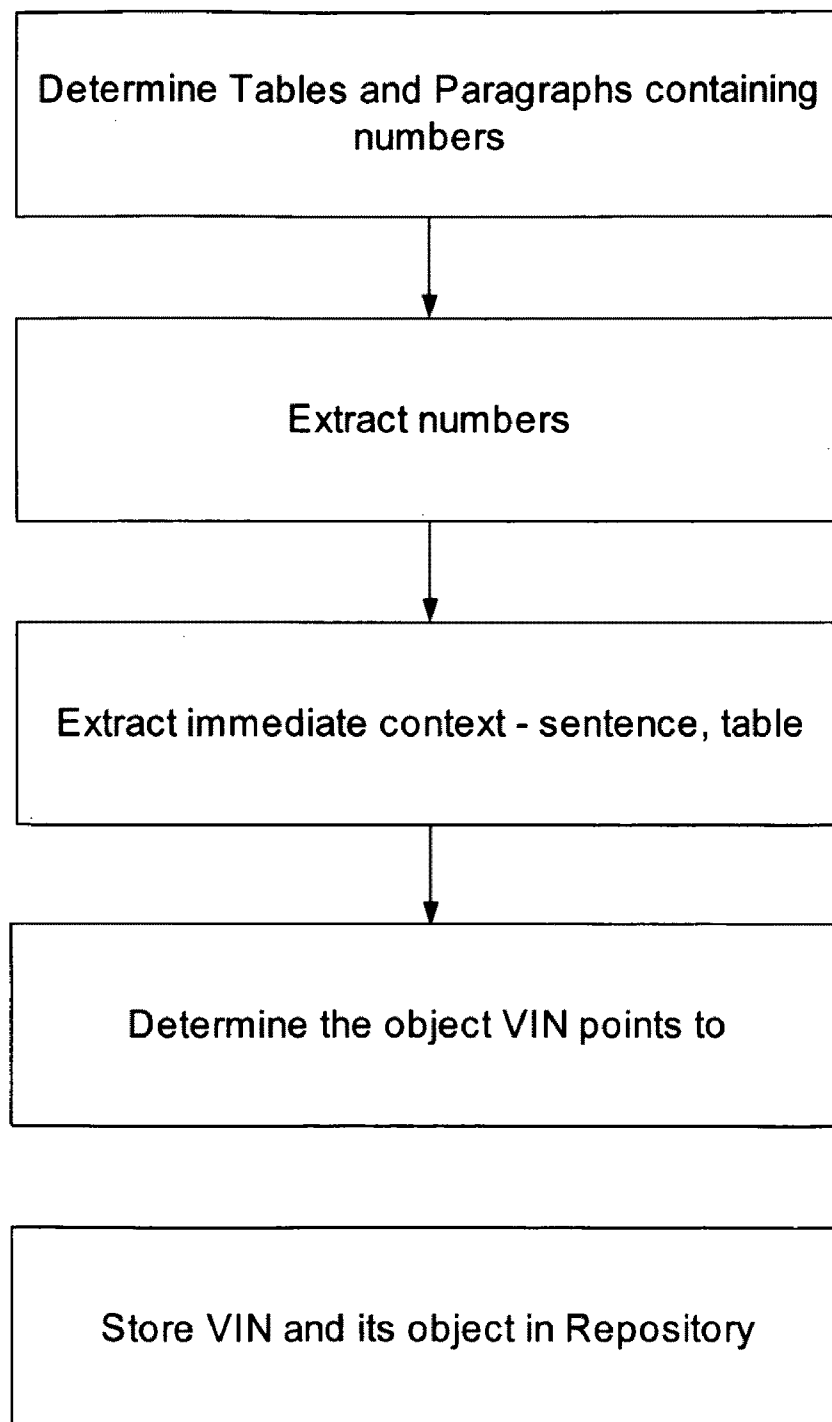 Determine Tables and Paragraphs containing
numbers
Extract numbers
Extract immediate context - sentence, table
Determine the object VIN points to
Store VIN and its object in Repository